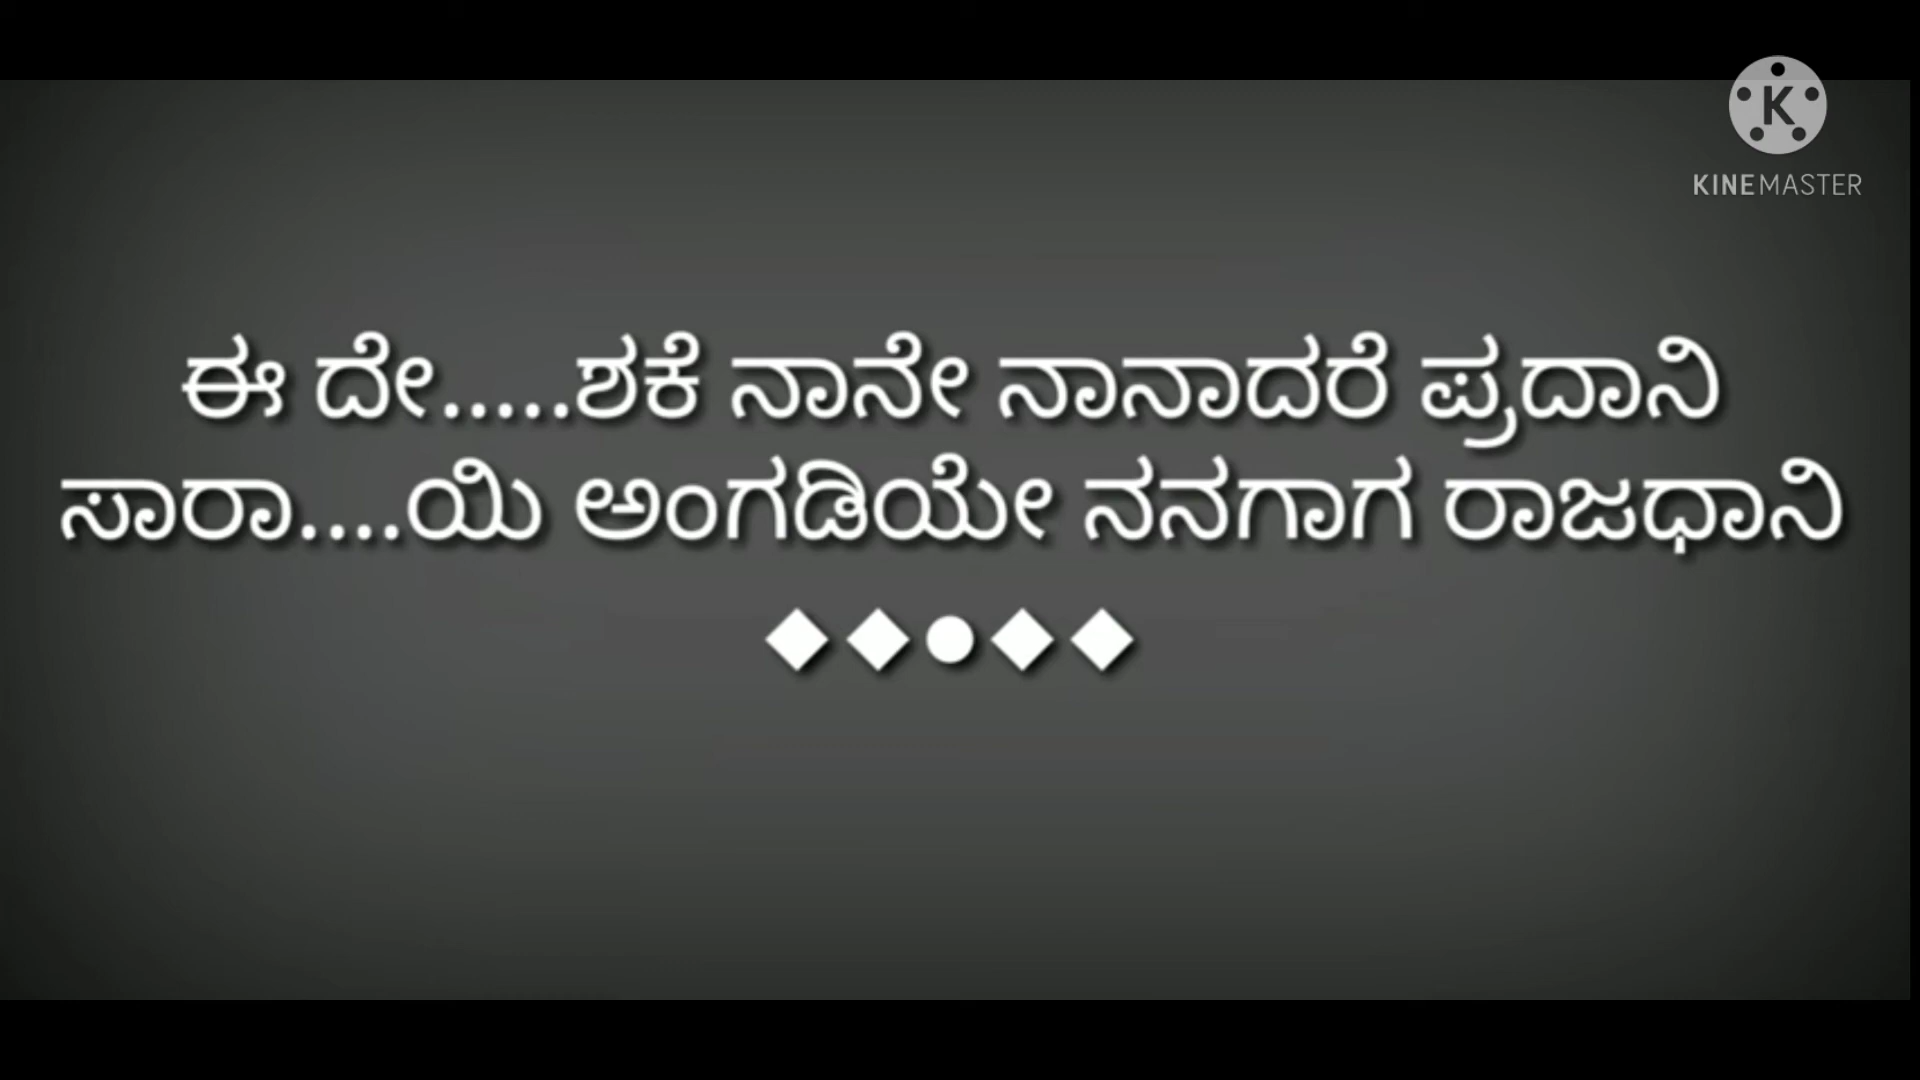 KINEMASTER
ಈ ದೇ.....ಶಕೆ ನಾನೇ ನಾನಾದರೆ ಪ್ರದಾನಿ
ಸಾರಾ....ಯಿ ಅಂಗಡಿಯೇ ನನಗಾಗ ರಾಜಧಾನಿ
◆◆●◆◆